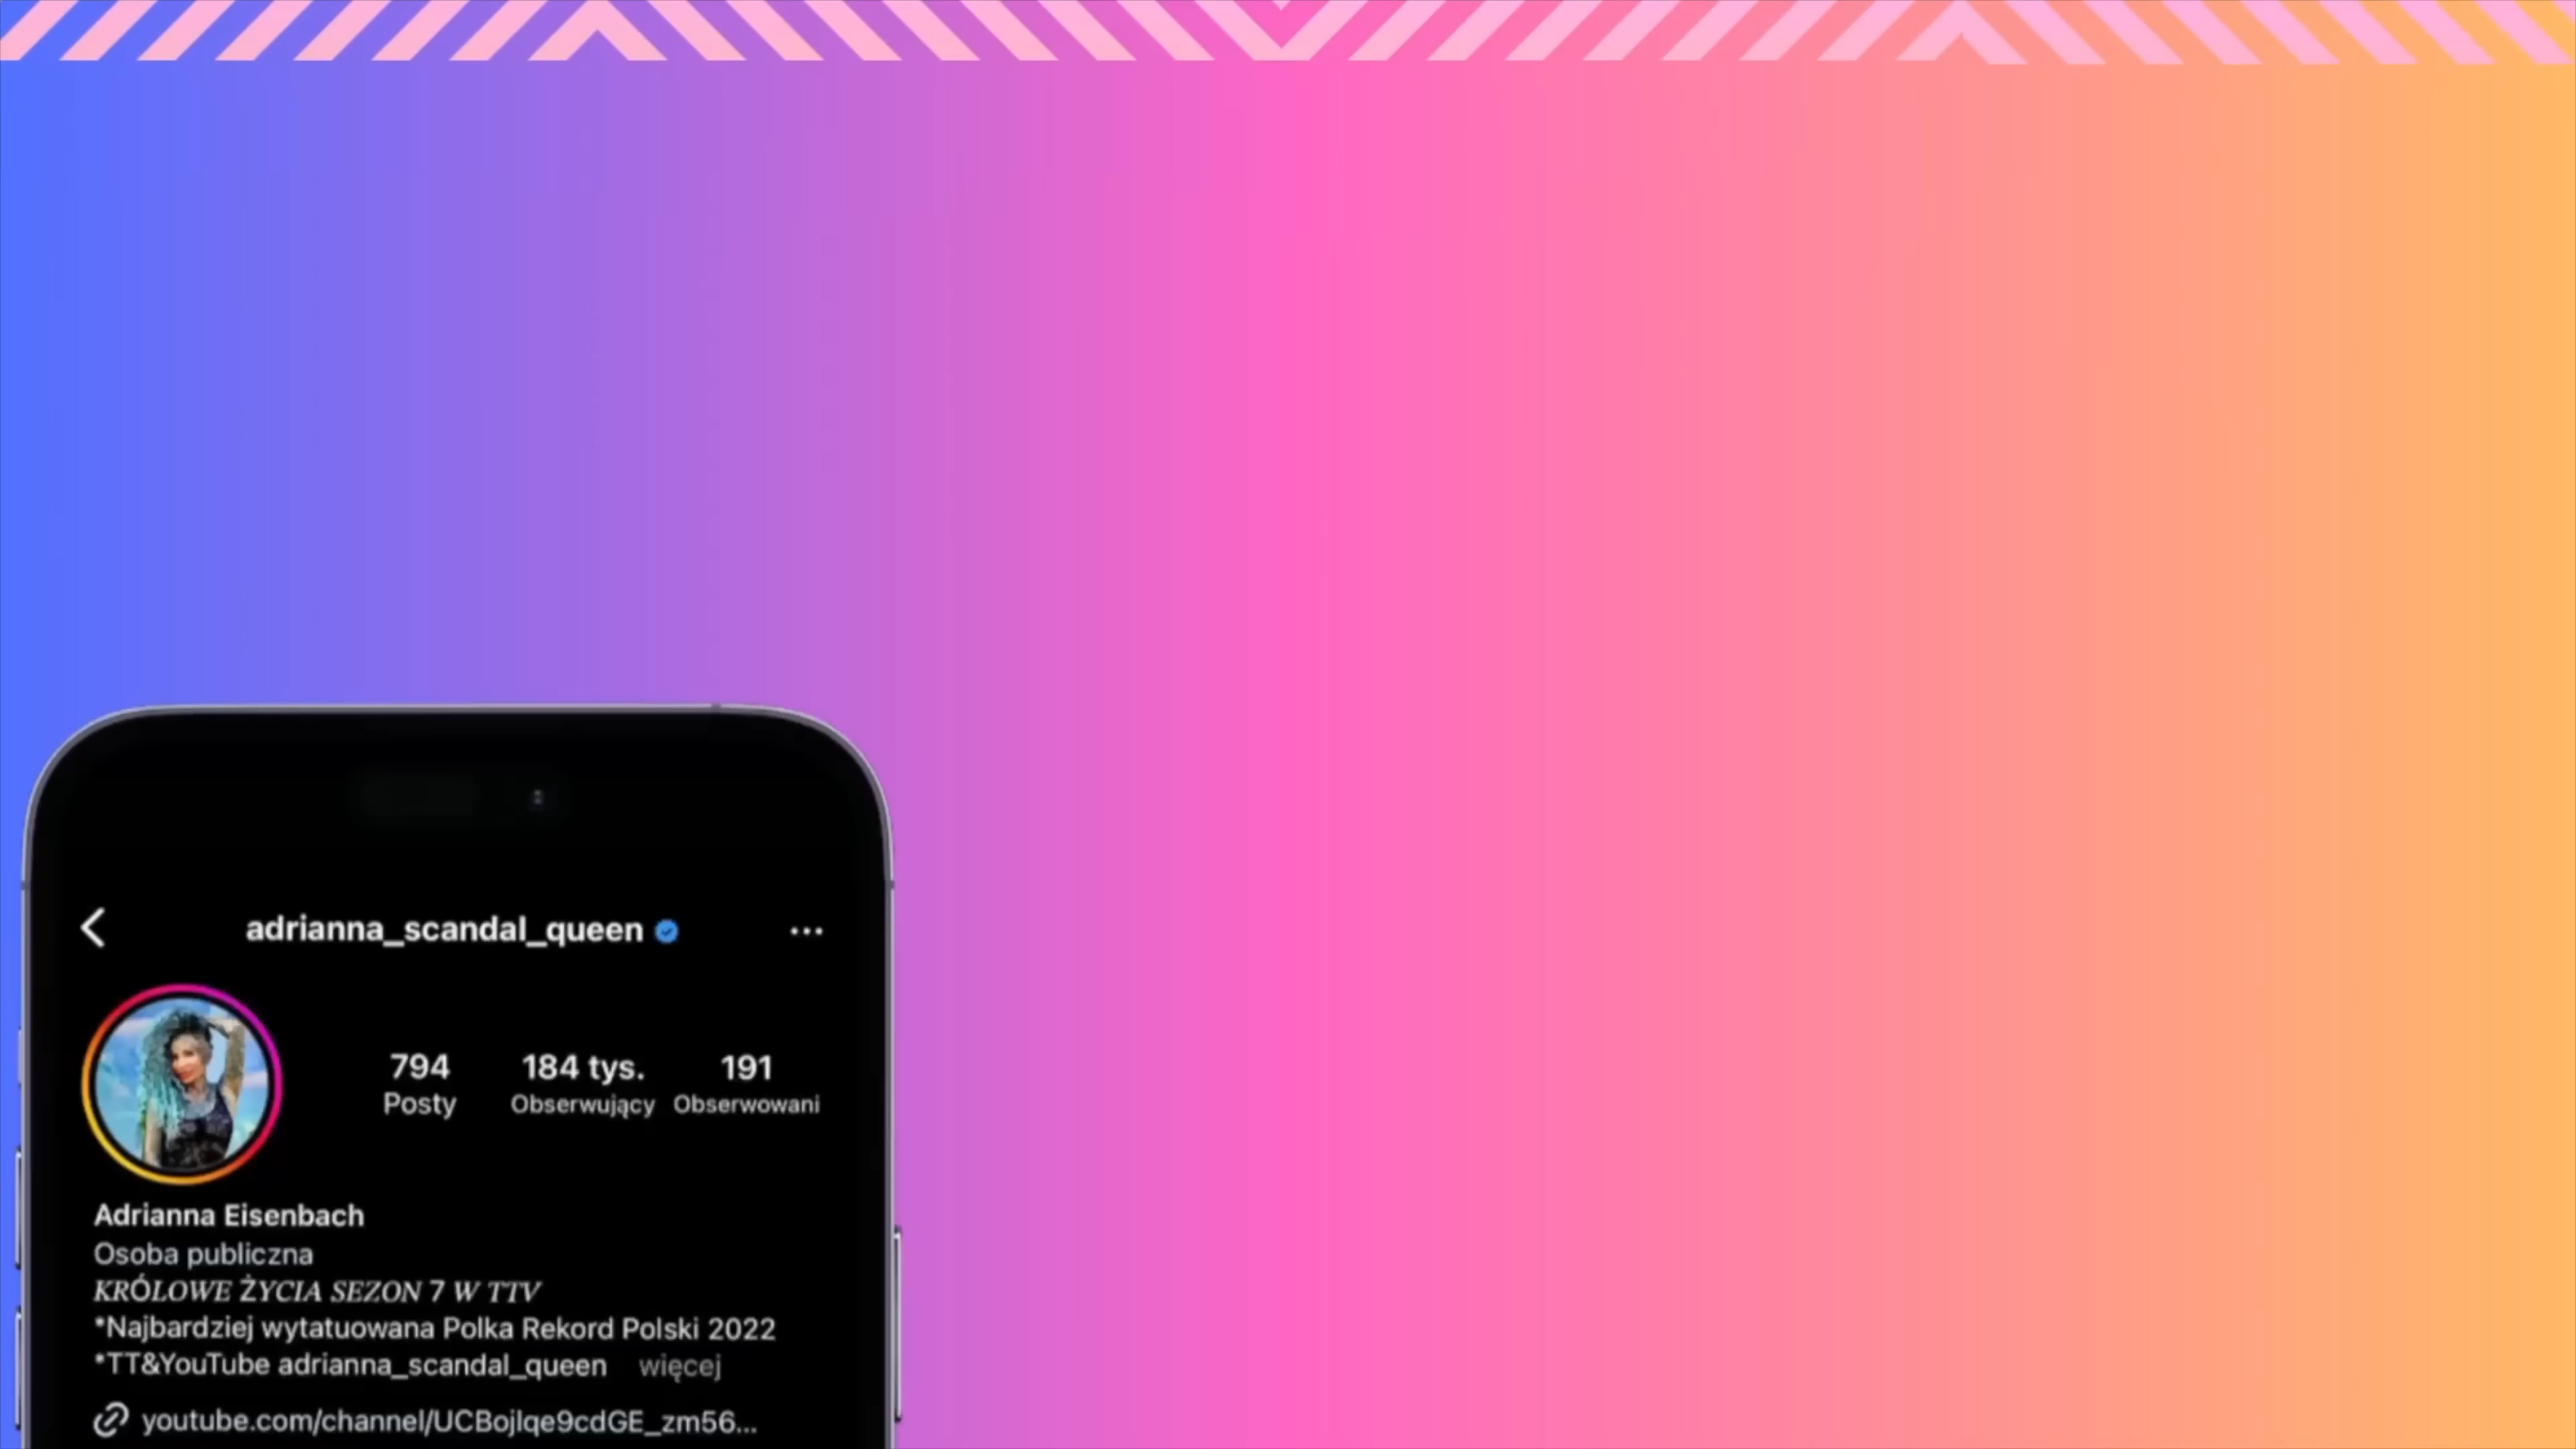 adrianna_scandal_queen
794
Posty
184 tys.
Obserwujący
191
Obserwowani
Adrianna Eisenbach
Osoba publiczna
KRÓLOWE ŻYCIA SEZON 7 W TTV
*Najbardziej wytatuowana Polka Rekord Polski 2022
*TT&YouTube adrianna_scandal_queen więcej
youtube.com/channel/UCBojlqe9cdGE_zm56...